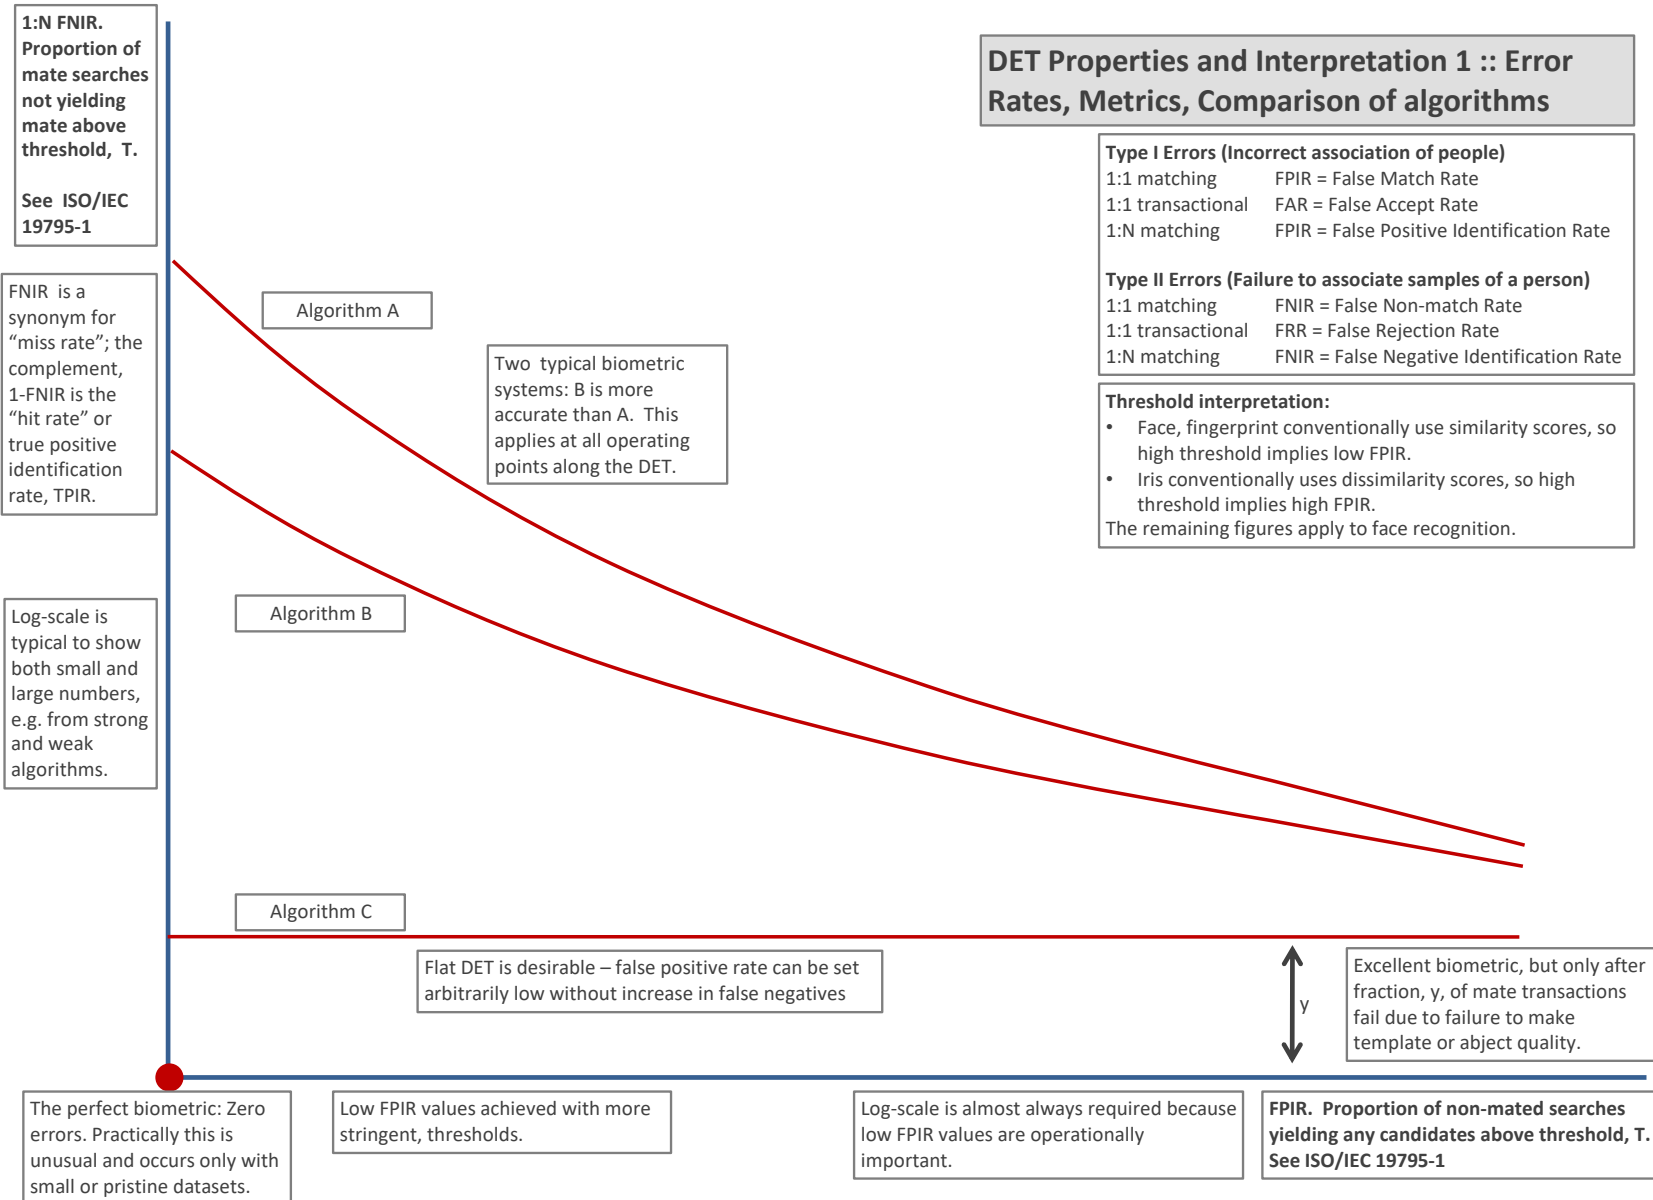 1:N FNIR.
Proportion of
mate searches
not yielding
mate above
threshold, T.
See ISO/IEC
19795-1
DET Properties and Interpretation 1 :: Error
Rates, Metrics, Comparison of algorithms
Type I Errors (Incorrect association of people)
1:1 matching FPIR = False Match Rate
1:1 transactional FAR = False Accept Rate
1:N matching FPIR = False Positive Identification Rate
Type II Errors (Failure to associate samples of a person)
1:1 matching FNIR = False Non-match Rate
1:1 transactional FRR = False Rejection Rate
1:N matching FNIR = False Negative Identification Rate
Threshold interpretation:
• Face, fingerprint conventionally use similarity scores, so
high threshold implies low FPIR.
• Iris conventionally uses dissimilarity scores, so high
threshold implies high FPIR.
The remaining figures apply to face recognition.
FNIR is a
synonym for
“miss rate”; the
complement,
1-FNIR is the
“hit rate” or
true positive
identification
rate, TPIR.
Algorithm A
Two typical biometric
systems: B is more
accurate than A. This
applies at all operating
points along the DET.
Log-scale is
typical to show
both small and
large numbers,
e.g. from strong
and weak
algorithms.
Algorithm B
Algorithm C
Flat DET is desirable – false positive rate can be set
arbitrarily low without increase in false negatives
y
Excellent biometric, but only after
fraction, y, of mate transactions
fail due to failure to make
template or abject quality.
The perfect biometric: Zero
errors. Practically this is
unusual and occurs only with
small or pristine datasets.
Low FPIR values achieved with more
stringent, thresholds.
Log-scale is almost always required because
low FPIR values are operationally
important.
FPIR. Proportion of non-mated searches
yielding any candidates above threshold, T.
See ISO/IEC 19795-1